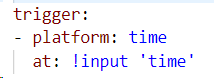 trigger:
- platform: time
  at: !input 'time'